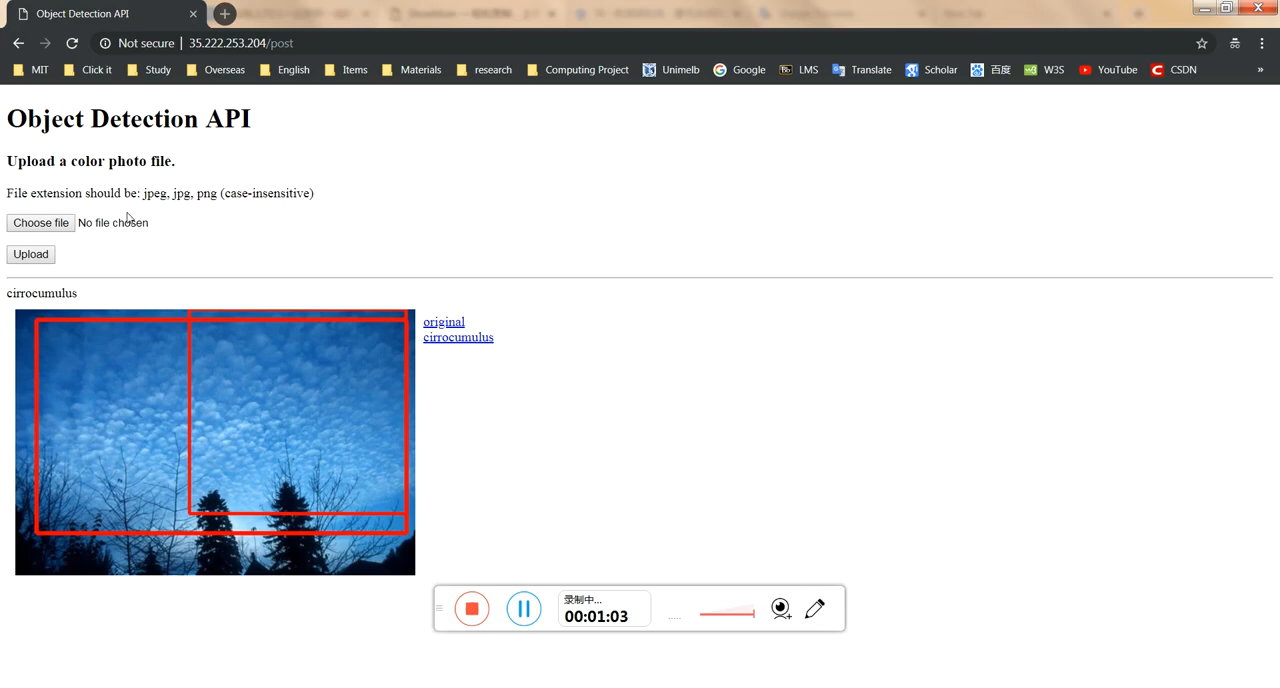 Object Detection API
Not secure | 35.222.253.204/post
MIT Click it Study Overseas English Items Materials research Computing Project Unimelb Google LMS Translate Scholar 百度 W3S YouTube CSDN »
Object Detection API
Upload a color photo file.
File extension should be: jpeg, jpg, png (case-insensitive)
Choose file No file chosen
Upload
cirrocumulus
original
cirrocumulus
录制中...
00:01:03